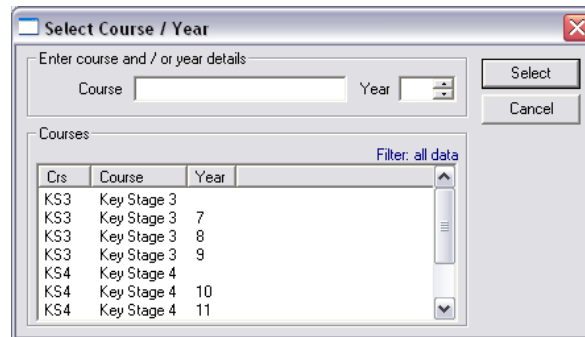 Select Course / Year
Enter course and / or year details
Course
Year
Select
Cancel
Courses
Filter: all data
Crs Course Year
KS3 Key Stage 3
KS3 Key Stage 3 7
KS3 Key Stage 3 8
KS3 Key Stage 3 9
KS4 Key Stage 4
KS4 Key Stage 4 10
KS4 Key Stage 4 11